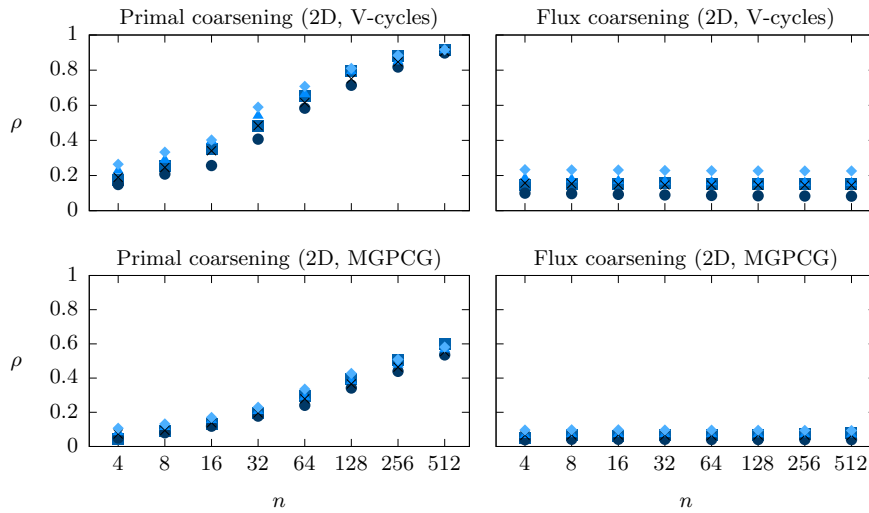 Primal coarsening (2D, V-cycles)
Flux coarsening (2D, V-cycles)
1
0.8
0.6
ρ
0.4
0.2
0
Primal coarsening (2D, MGPCG)
Flux coarsening (2D, MGPCG)
1
0.8
0.6
ρ
0.4
0.2
0
4 8 16 32 64 128 256 512
4 8 16 32 64 128 256 512
n
n